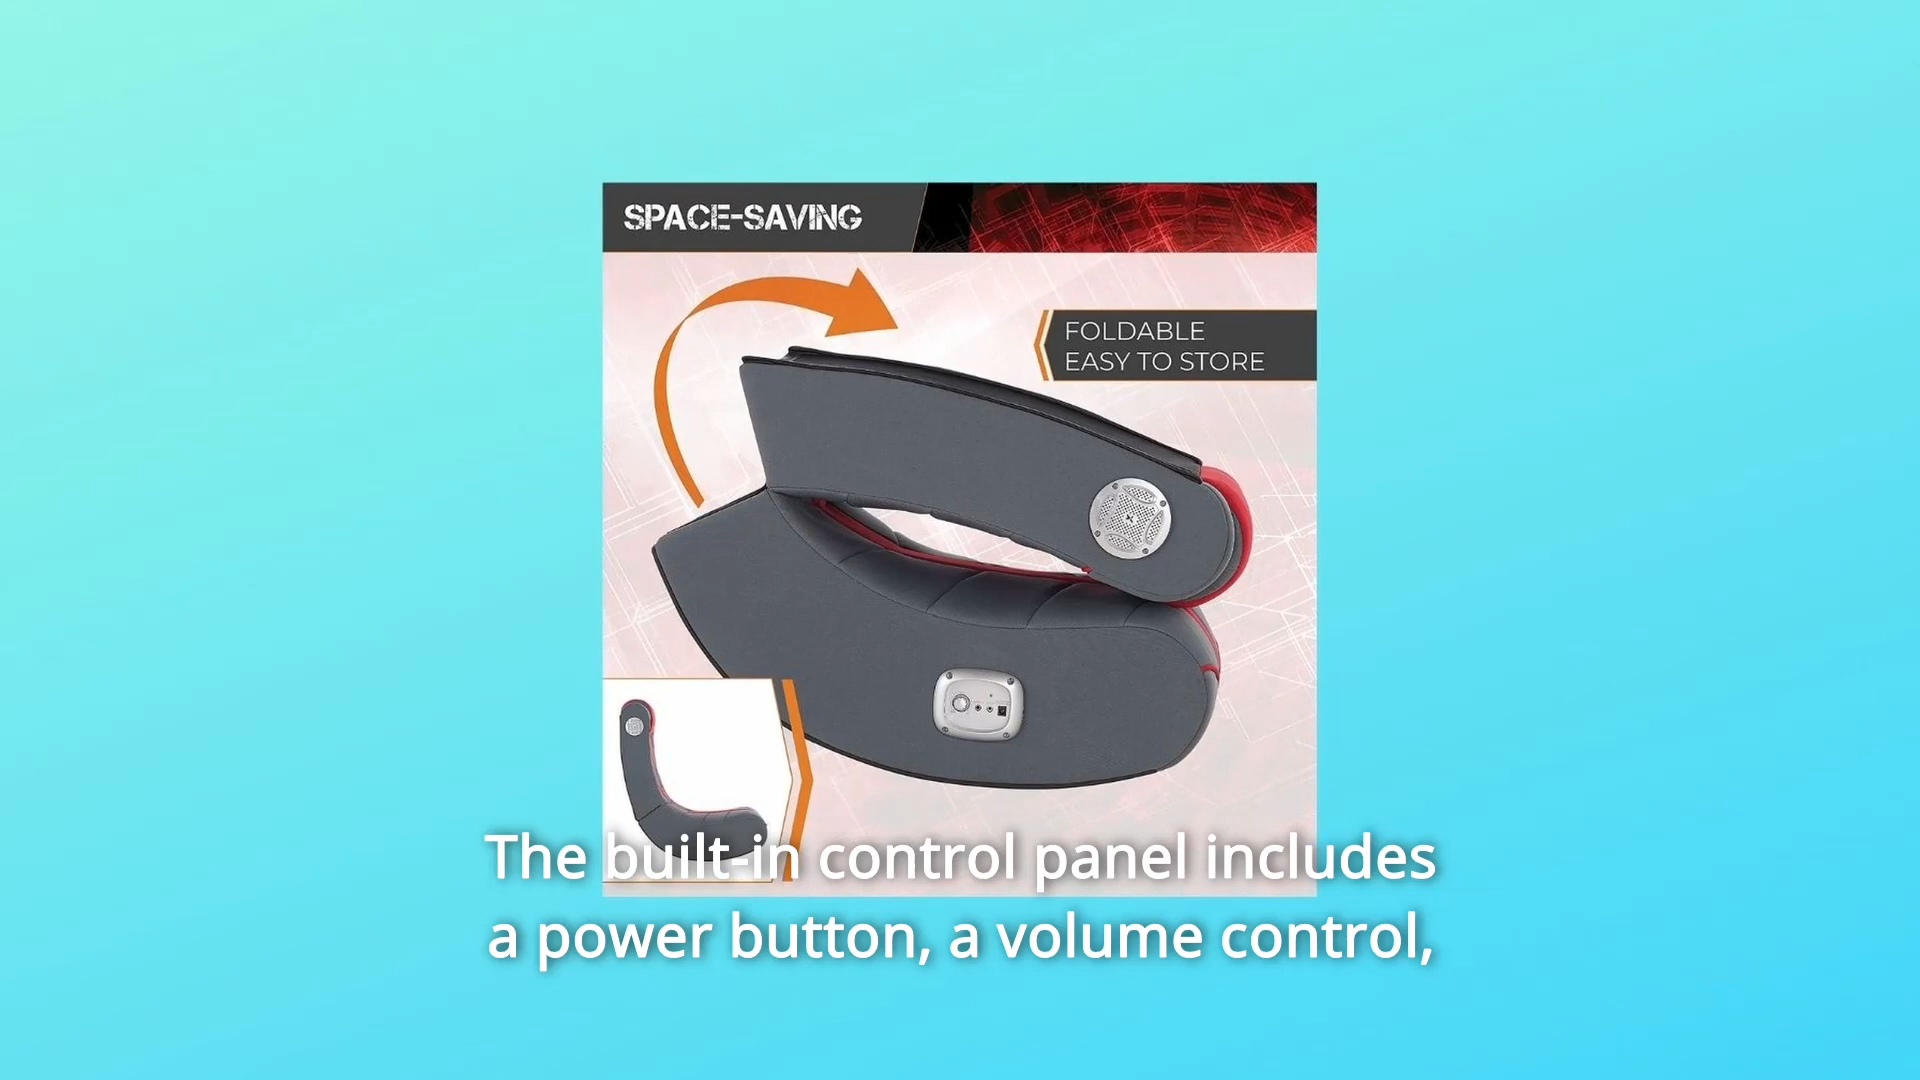 SPACE-SAVING
FOLDABLE
EASY TO STORE
The built-in control panel includes
a power button, a volume control,